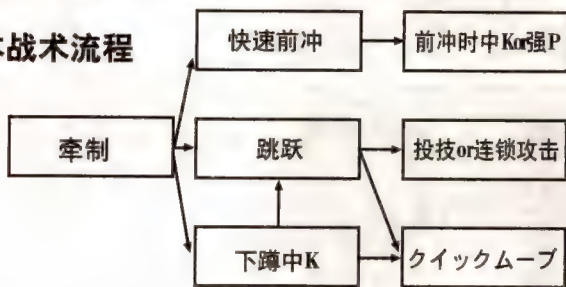 战术流程
快速前冲
前冲时中Kor强P
牵制
跳跃
投技or连锁攻击
下蹲中K
クイックムーブ